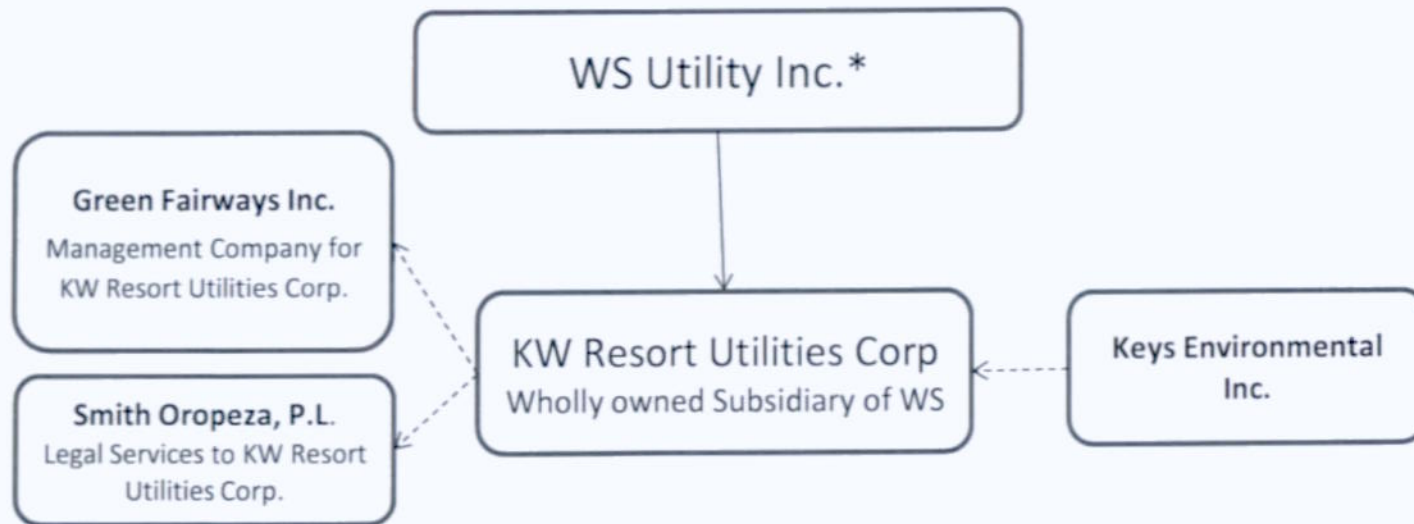 WS Utility Inc.*
Green Fairways Inc.
Management Company for
KW Resort Utilities Corp.
KW Resort Utilities Corp
Wholly owned Subsidiary of WS
Keys Environmental
Inc.
Smith Oropeza, P.L.
Legal Services to KW Resort
Utilities Corp.